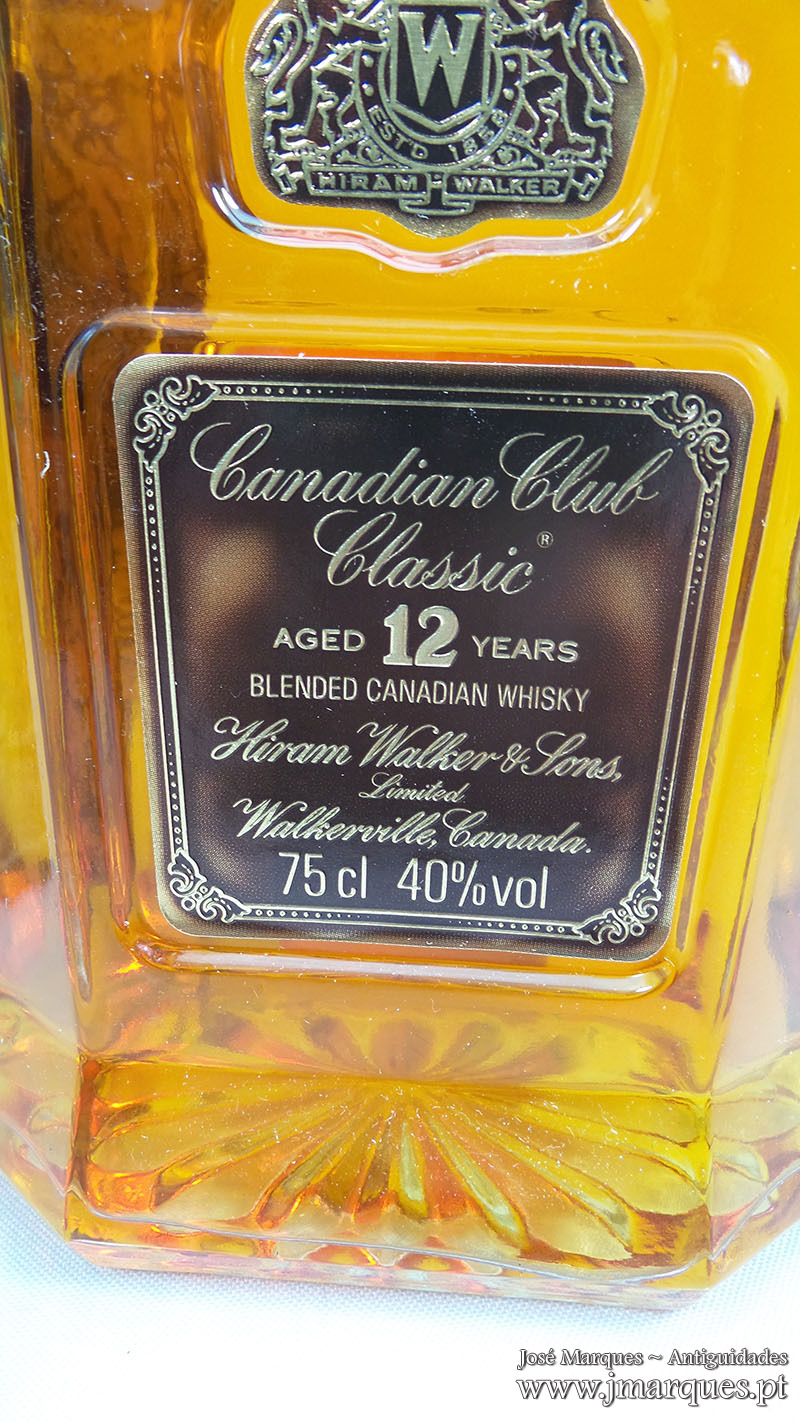 W
EST'D 1858
HIRAM WALKER
Canadian Club
Classic®
AGED 12 YEARS
BLENDED CANADIAN WHISKY
Hiram Walker & Sons,
Limited
Walkerville, Canada.
75 cl 40% vol
José Marques ~ Antiguidades
www.jmarques.pt